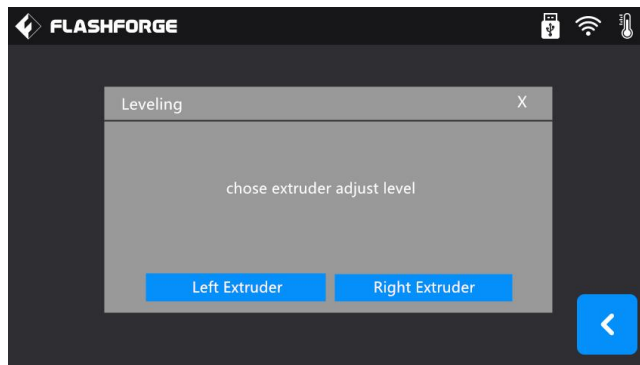 FLASHFORGE
Leveling X
chose extruder adjust level
Left Extruder Right Extruder